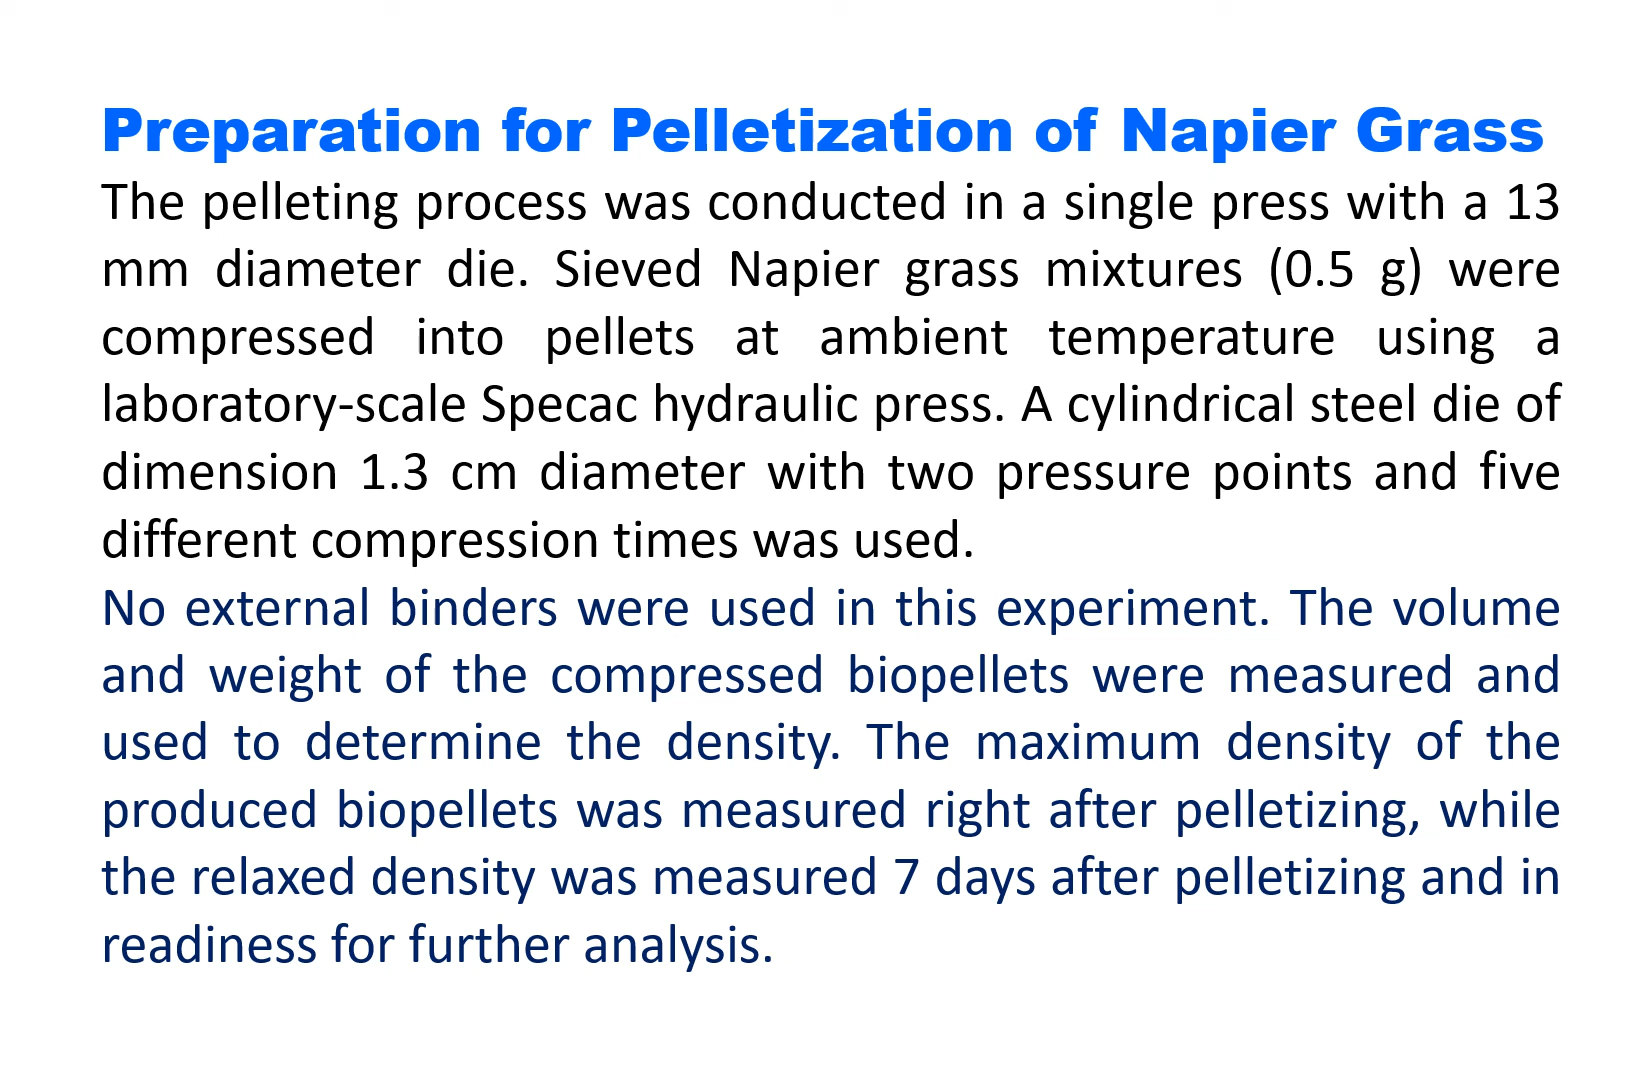 Preparation for Pelletization of Napier Grass
The pelleting process was conducted in a single press with a 13
mm diameter die. Sieved Napier grass mixtures (0.5 g) were
compressed into pellets at ambient temperature using a
laboratory-scale Specac hydraulic press. A cylindrical steel die of
dimension 1.3 cm diameter with two pressure points and five
different compression times was used.
No external binders were used in this experiment. The volume
and weight of the compressed biopellets were measured and
used to determine the density. The maximum density of the
produced biopellets was measured right after pelletizing, while
the relaxed density was measured 7 days after pelletizing and in
readiness for further analysis.